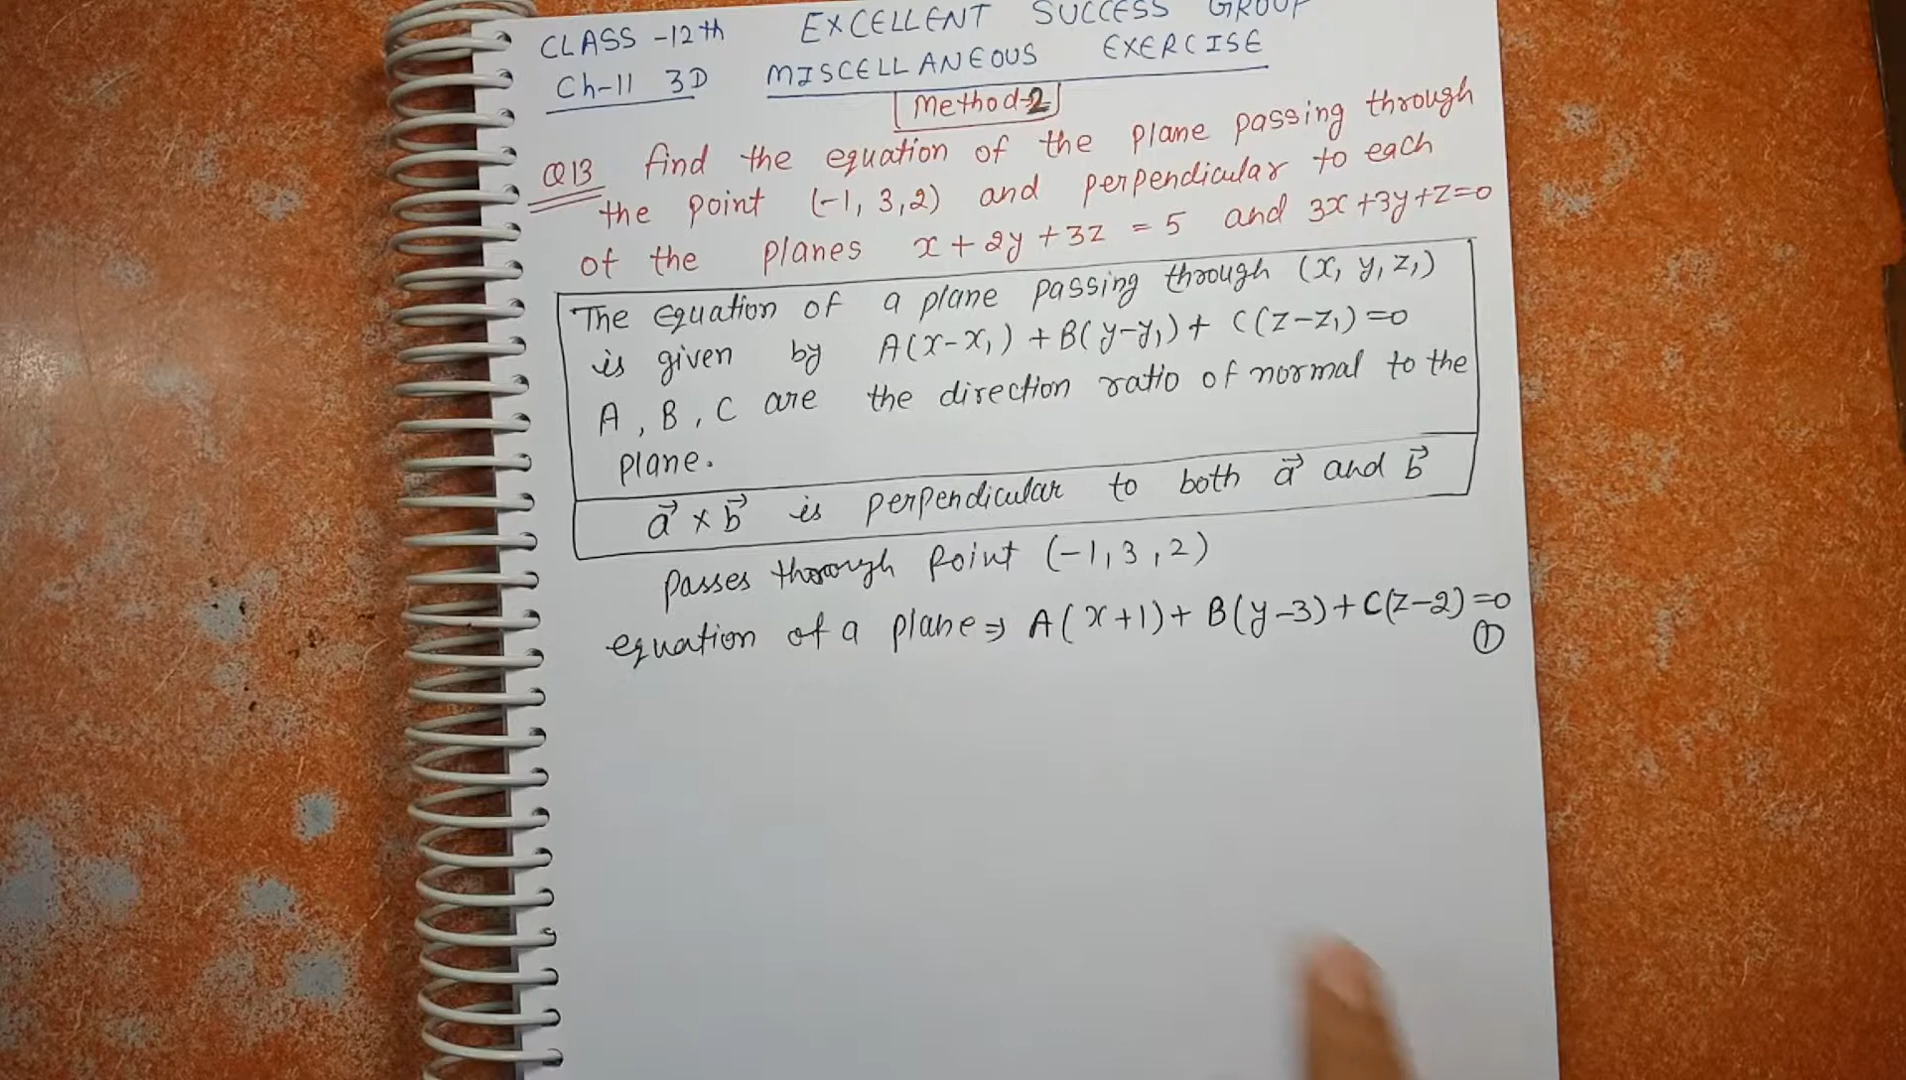 CLASS -12th EXCELLENT SUCCESS GROUP
Ch-11 3D MISCELLANEOUS EXERCISE
Method-2
Q13 find the equation of the plane passing through
the point (-1, 3,2) and perpendicular to each
of the planes x + 2y + 3z = 5 and 3x +3y+z=0
The equation of a plane passing through (x, y, z₁)
is given by A(x-x₁) + B(y-y₁) + C(z-z₁)=0
A, B, C are the direction ratio of normal to the
plane.
a⃗ × b⃗ is perpendicular to both a⃗ and b⃗
Passes through Point (-1, 3, 2)
equation of a plane ⇒ A(x+1) + B(y-3)+C(z-2)=0
①